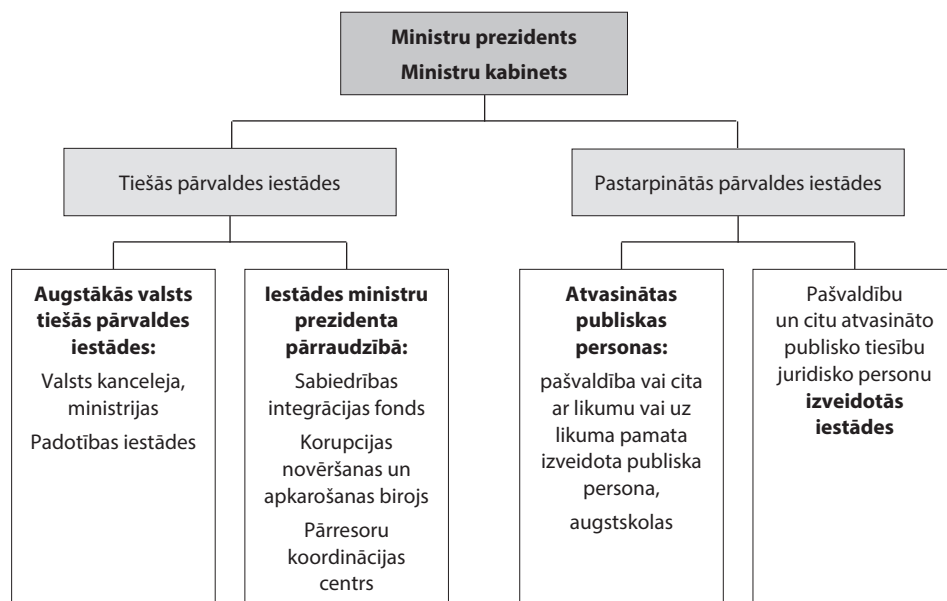 Ministru prezidents
Ministru kabinets
Tiešās pārvaldes iestādes
Pastarpinātās pārvaldes iestādes
Augstākās valsts
tiešās pārvaldes
iestādes:
Valsts kanceleja,
ministrijas
Padotības iestādes
Iestādes ministru
prezidenta
pārraudzībā:
Sabiedrības
integrācijas fonds
Korupcijas
novēršanas un
apkarošanas birojs
Pārresoru
koordinācijas
centrs
Atvasinātas
publiskas
personas:
pašvaldība vai cita
ar likumu vai uz
likuma pamata
izveidota publiska
persona,
augstskolas
Pašvaldību
un citu atvasināto
publisko tiesību
juridisko personu
izveidotās
iestādes